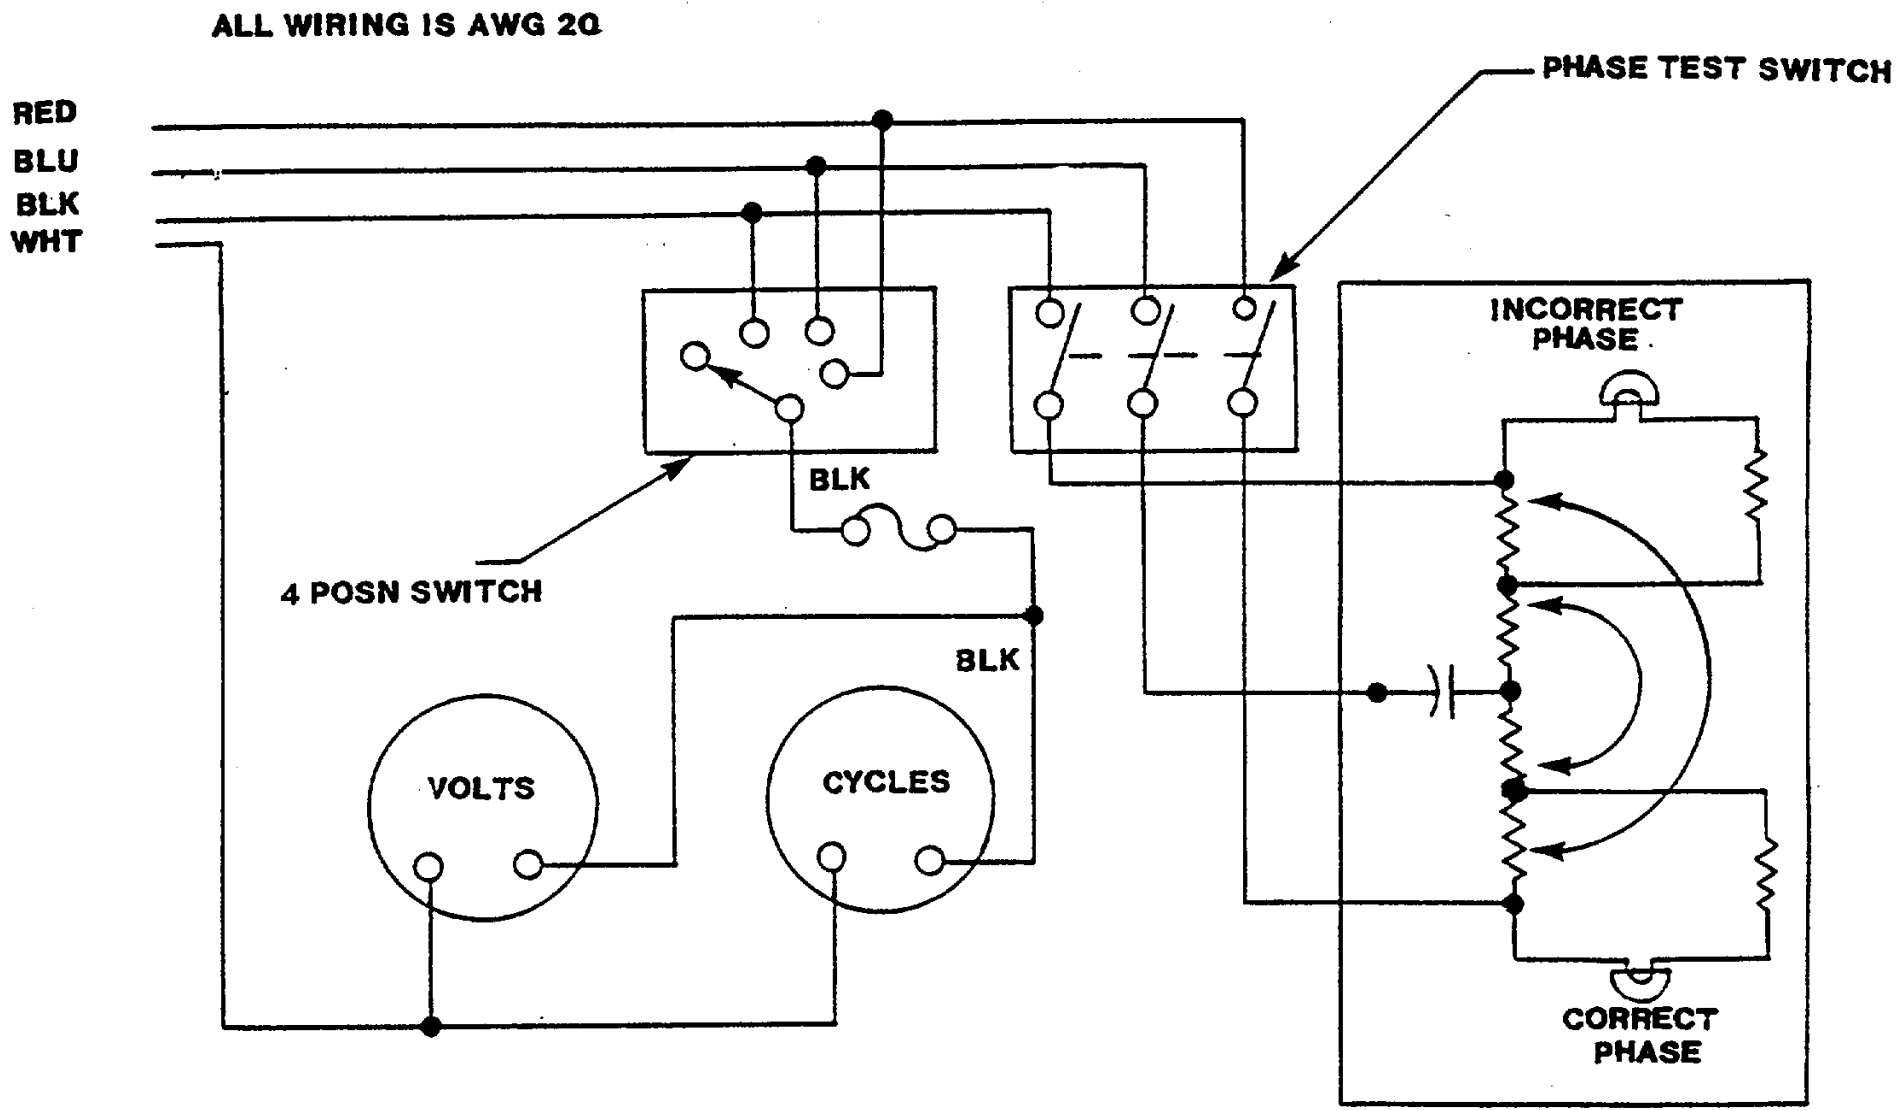 ALL WIRING IS AWG 20
PHASE TEST SWITCH
RED
BLU
BLK
WHT
INCORRECT
PHASE
BLK
4 POSN SWITCH
BLK
VOLTS
CYCLES
CORRECT
PHASE